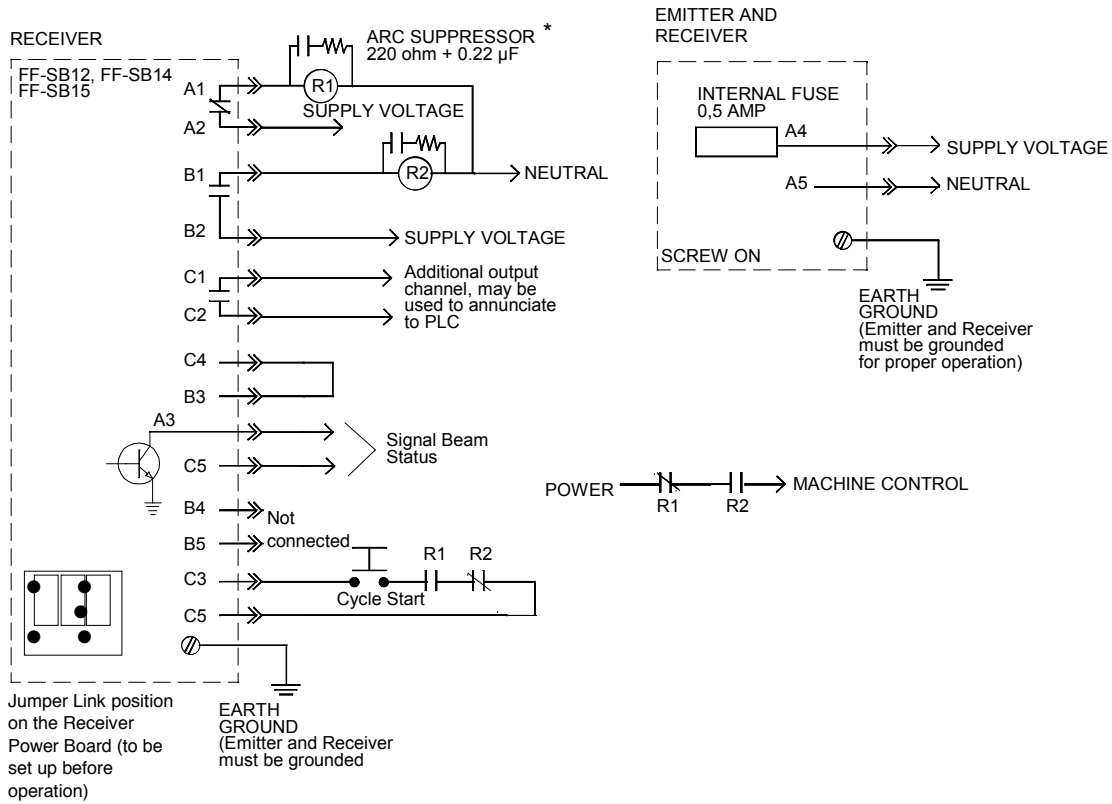 RECEIVER
FF-SB12, FF-SB14
FF-SB15
ARC SUPPRESSOR *
220 ohm + 0.22 µF
A1
R1
SUPPLY VOLTAGE
A2
B1
R2
NEUTRAL
B2
SUPPLY VOLTAGE
C1
C2
Additional output
channel, may be
used to annunciate
to PLC
C4
B3
A3
C5
Signal Beam
Status
B4
B5
Not
connected
C3
Cycle Start
R1
R2
C5
EARTH
GROUND
(Emitter and Receiver
must be grounded
Jumper Link position
on the Receiver
Power Board (to be
set up before
operation)
EMITTER AND
RECEIVER
INTERNAL FUSE
0,5 AMP
A4
SUPPLY VOLTAGE
A5
NEUTRAL
SCREW ON
EARTH
GROUND
(Emitter and Receiver
must be grounded
for proper operation)
POWER
R1
R2
MACHINE CONTROL